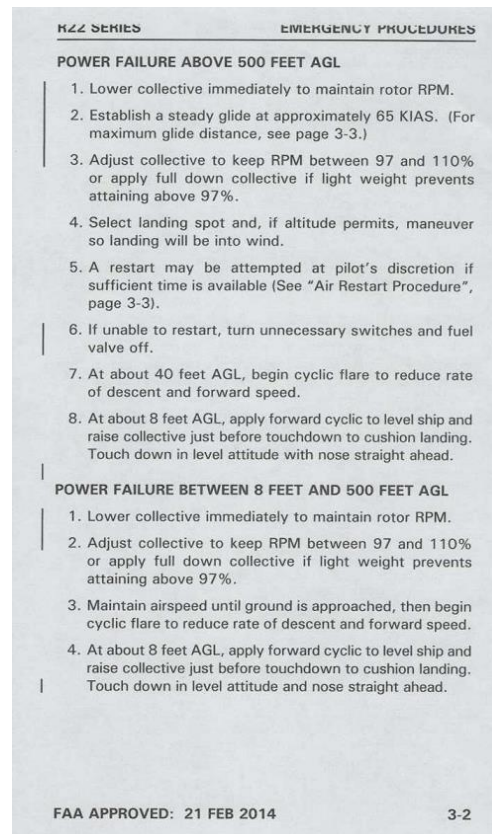 R22 SERIES EMERGENCY PROCEDURES
POWER FAILURE ABOVE 500 FEET AGL
1. Lower collective immediately to maintain rotor RPM.
2. Establish a steady glide at approximately 65 KIAS. (For
maximum glide distance, see page 3-3.)
3. Adjust collective to keep RPM between 97 and 110%
or apply full down collective if light weight prevents
attaining above 97%.
4. Select landing spot and, if altitude permits, maneuver
so landing will be into wind.
5. A restart may be attempted at pilot's discretion if
sufficient time is available (See "Air Restart Procedure",
page 3-3).
6. If unable to restart, turn unnecessary switches and fuel
valve off.
7. At about 40 feet AGL, begin cyclic flare to reduce rate
of descent and forward speed.
8. At about 8 feet AGL, apply forward cyclic to level ship and
raise collective just before touchdown to cushion landing.
Touch down in level attitude with nose straight ahead.
POWER FAILURE BETWEEN 8 FEET AND 500 FEET AGL
1. Lower collective immediately to maintain rotor RPM.
2. Adjust collective to keep RPM between 97 and 110%
or apply full down collective if light weight prevents
attaining above 97%.
3. Maintain airspeed until ground is approached, then begin
cyclic flare to reduce rate of descent and forward speed.
4. At about 8 feet AGL, apply forward cyclic to level ship and
raise collective just before touchdown to cushion landing.
Touch down in level attitude and nose straight ahead.
FAA APPROVED: 21 FEB 2014 3-2